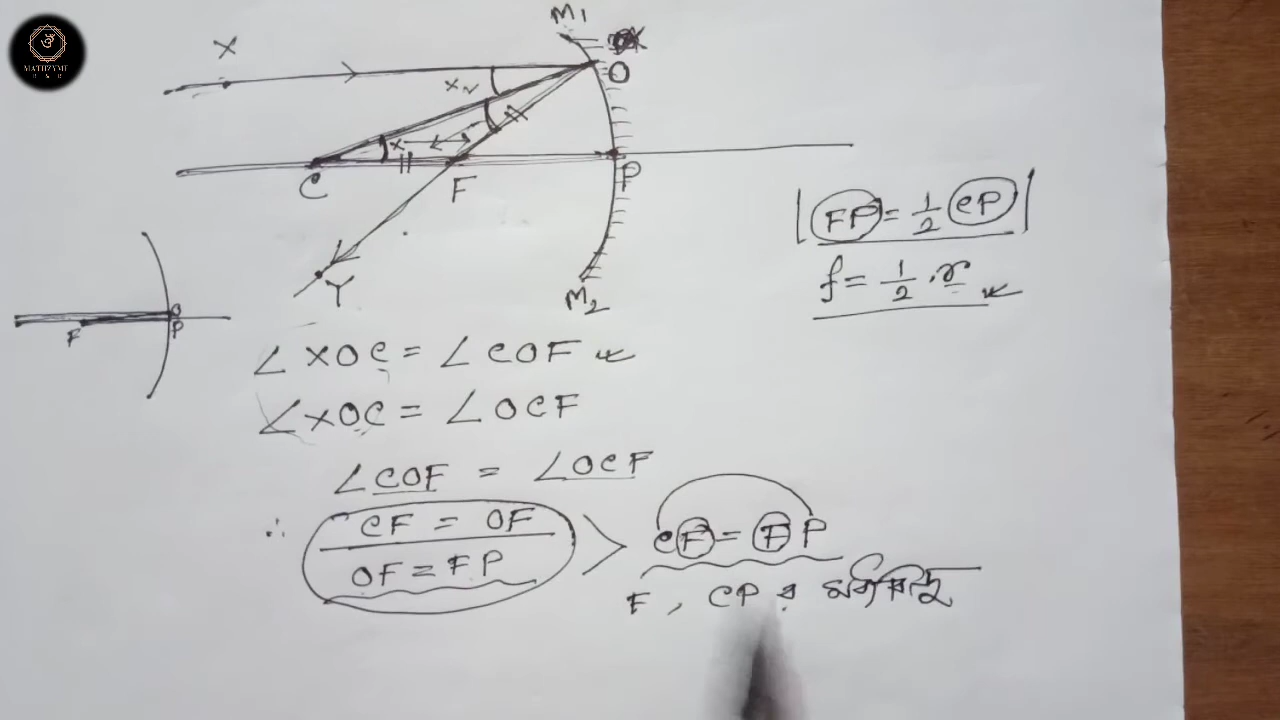 ॐ
MATHZYME
M1
X
O
x
x
C
F
P
Y
M2
FP = 1/2 CP
f = 1/2 . r
F
P
∠XOC = ∠COF
∠XOC = ∠OCF
∠COF = ∠OCF
∴ CF = OF
OF = FP
CF = FP
F, CP র মধ্যবিন্দু